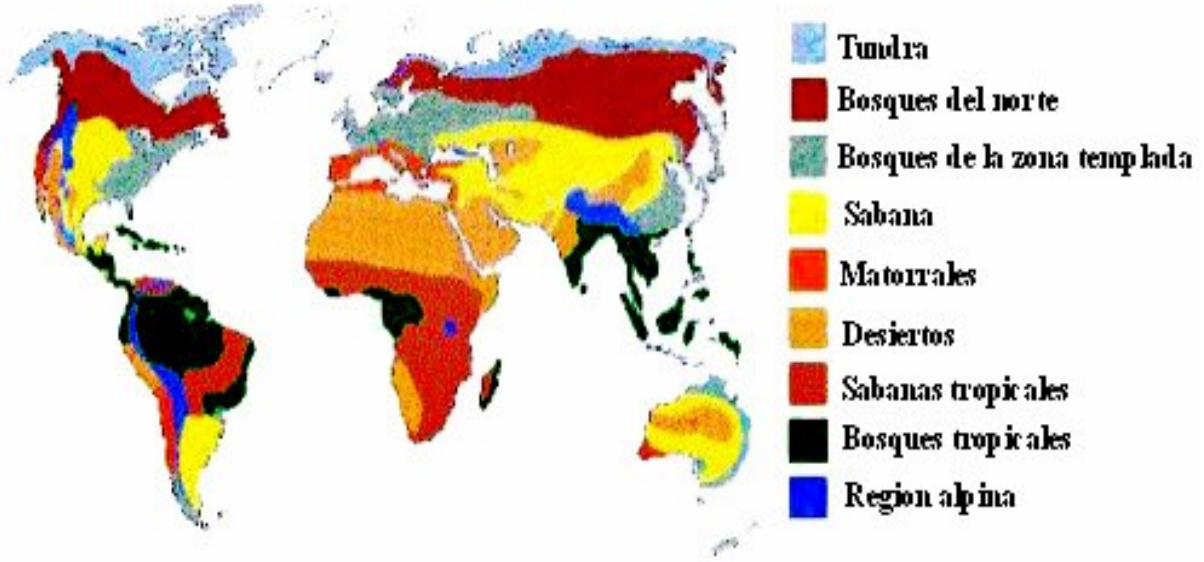 Tundra
Bosques del norte
Bosques de la zona templada
Sabana
Matorrales
Desiertos
Sabanas tropicales
Bosques tropicales
Region alpina